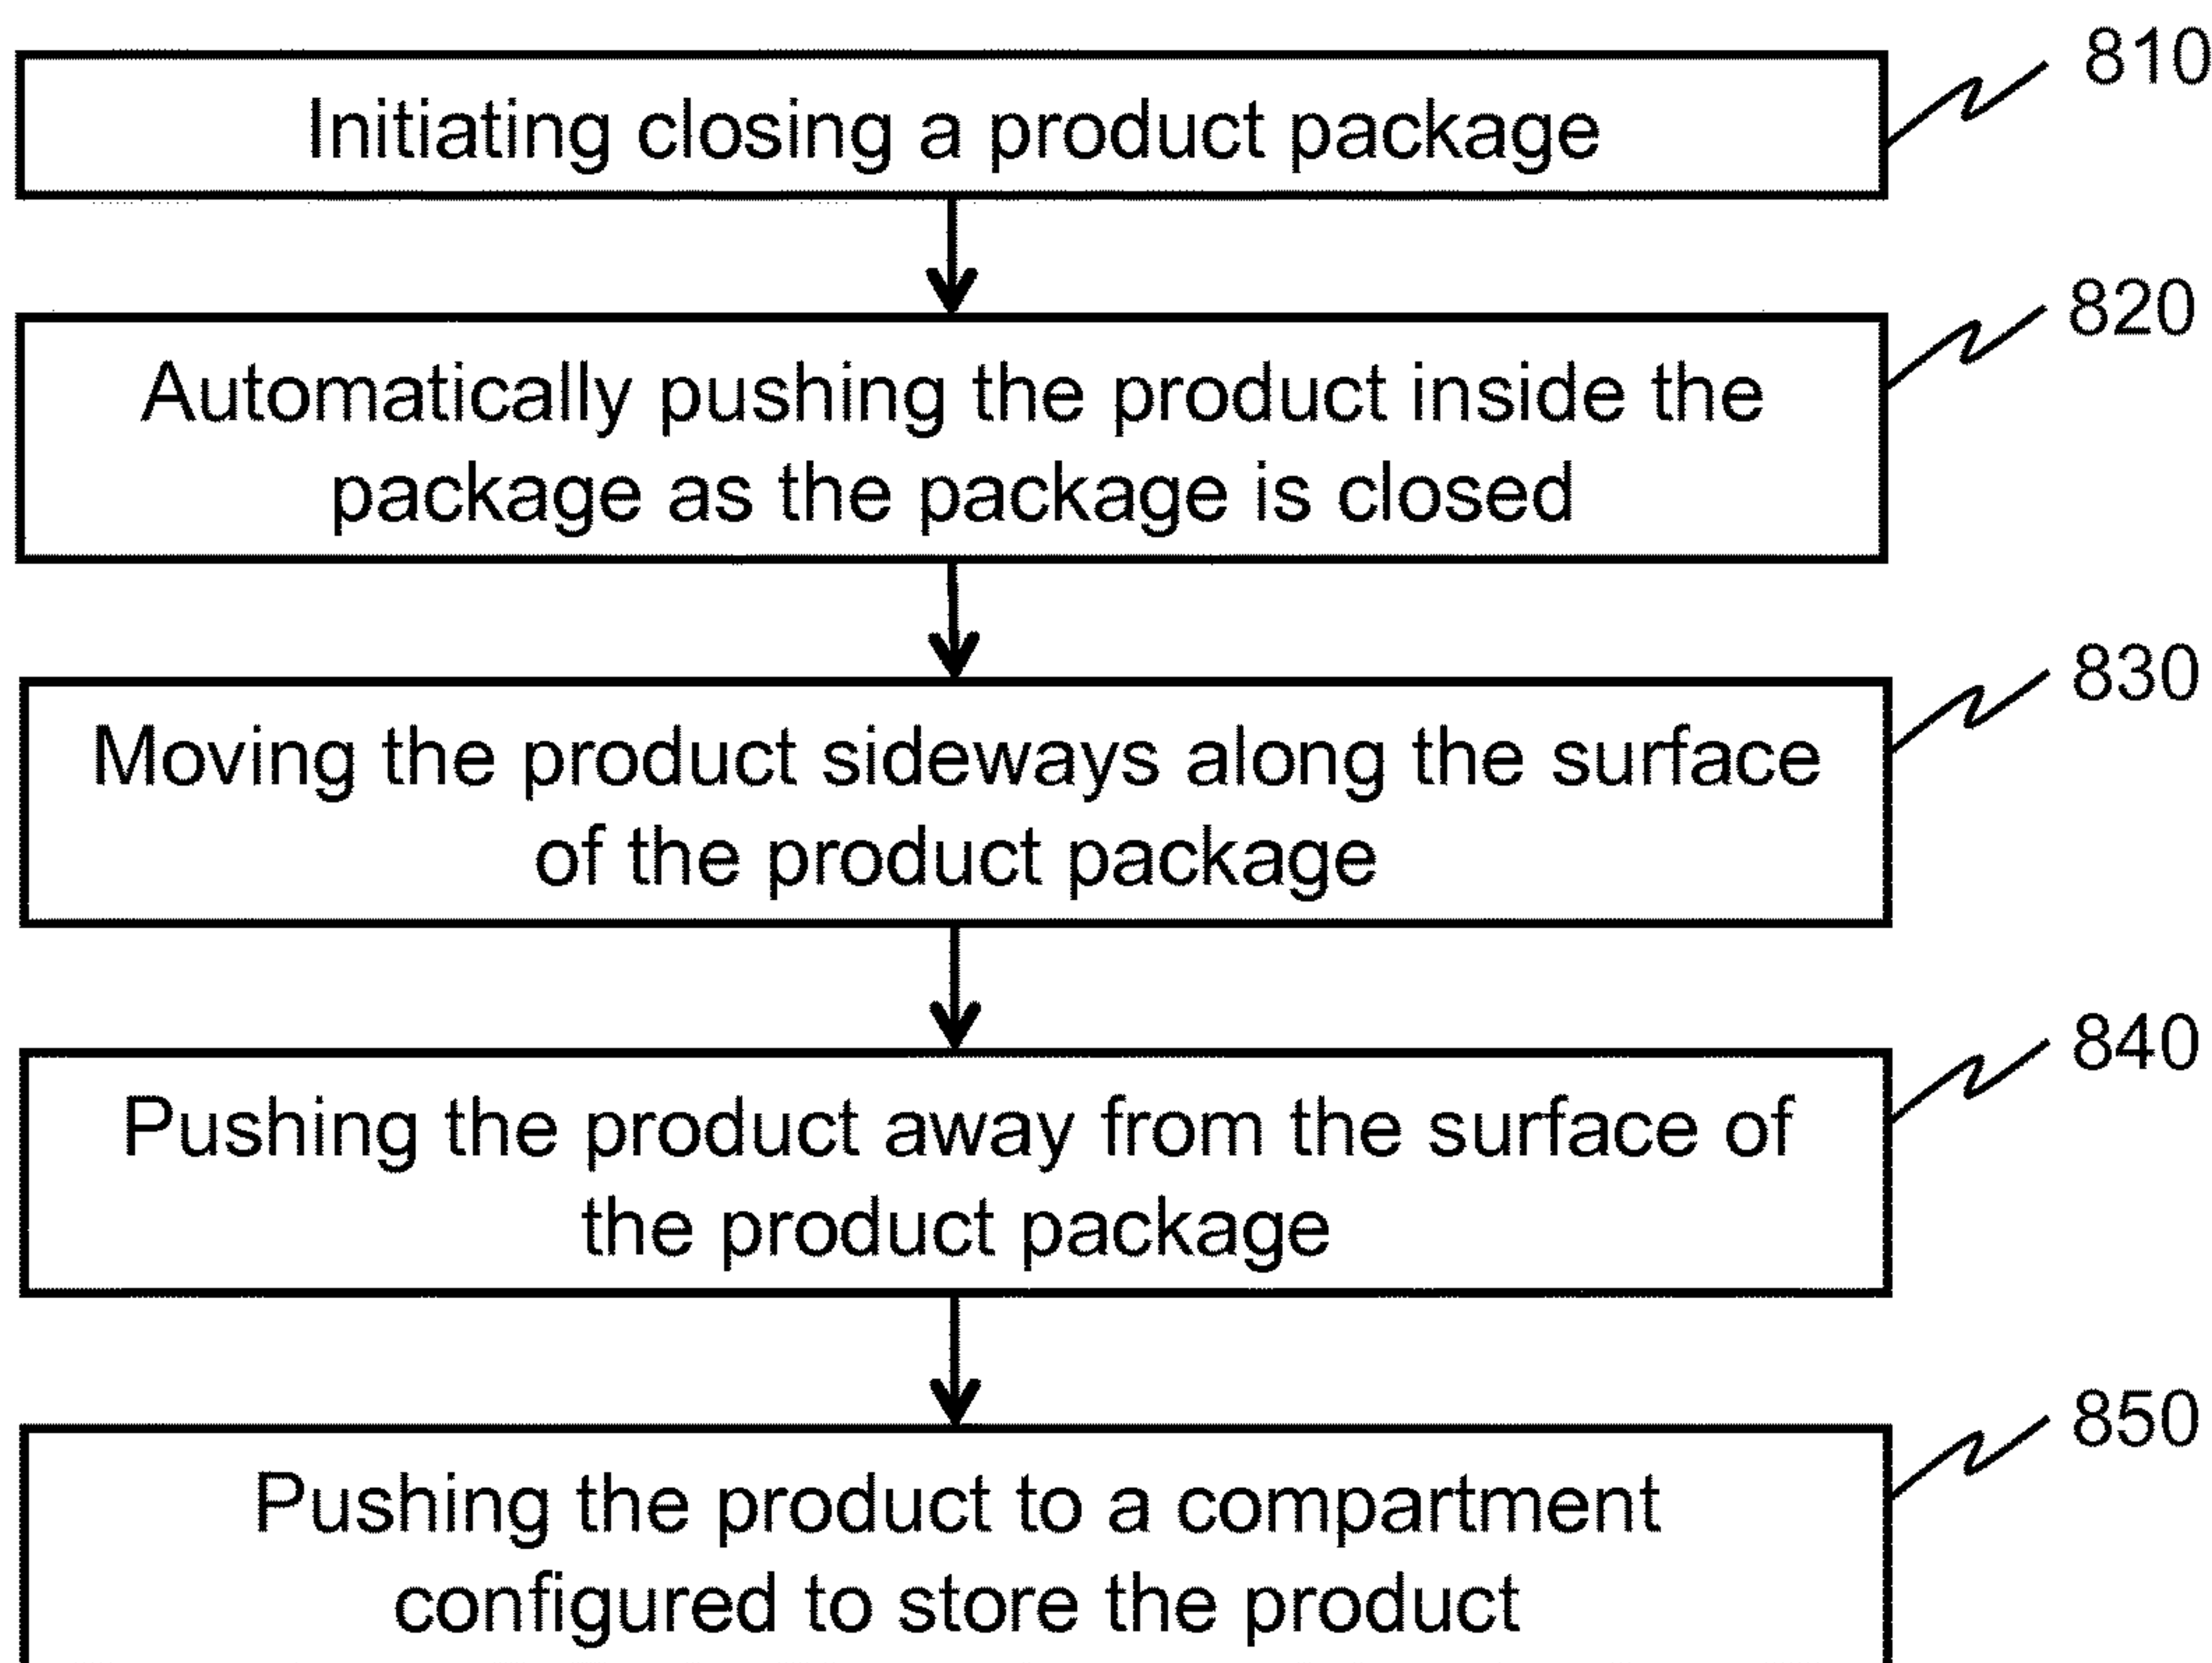 810
Initiating closing a product package
820
Automatically pushing the product inside the
package as the package is closed
830
Moving the product sideways along the surface
of the product package
840
Pushing the product away from the surface of
the product package
850
Pushing the product to a compartment
configured to store the product